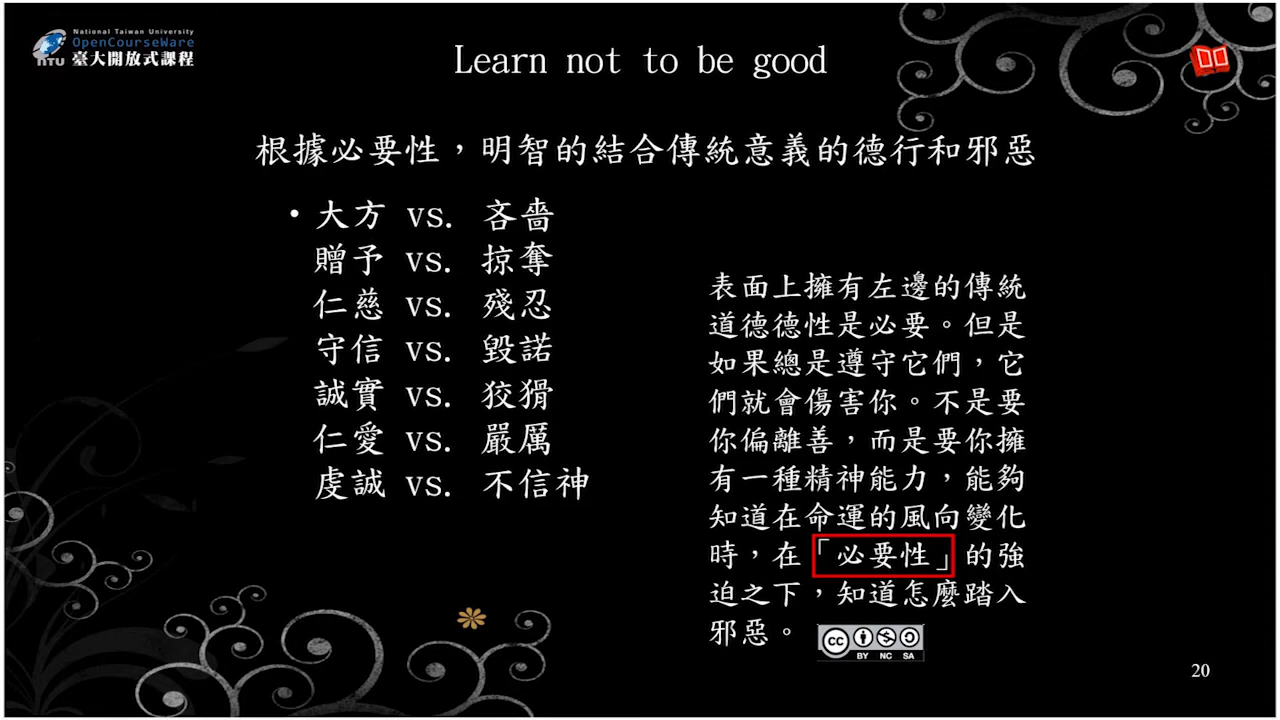 National Taiwan University
OpenCourseWare
NTU 臺大開放式課程
Learn not to be good
根據必要性，明智的結合傳統意義的德行和邪惡
• 大方 vs. 吝嗇
贈予 vs. 掠奪
仁慈 vs. 殘忍
守信 vs. 毀諾
誠實 vs. 狡猾
仁愛 vs. 嚴厲
虔誠 vs. 不信神
表面上擁有左邊的傳統
道德德性是必要。但是
如果總是遵守它們，它
們就會傷害你。不是要
你偏離善，而是要你擁
有一種精神能力，能夠
知道在命運的風向變化
時，在「必要性」的強
迫之下，知道怎麼踏入
邪惡。
cc BY NC SA
20